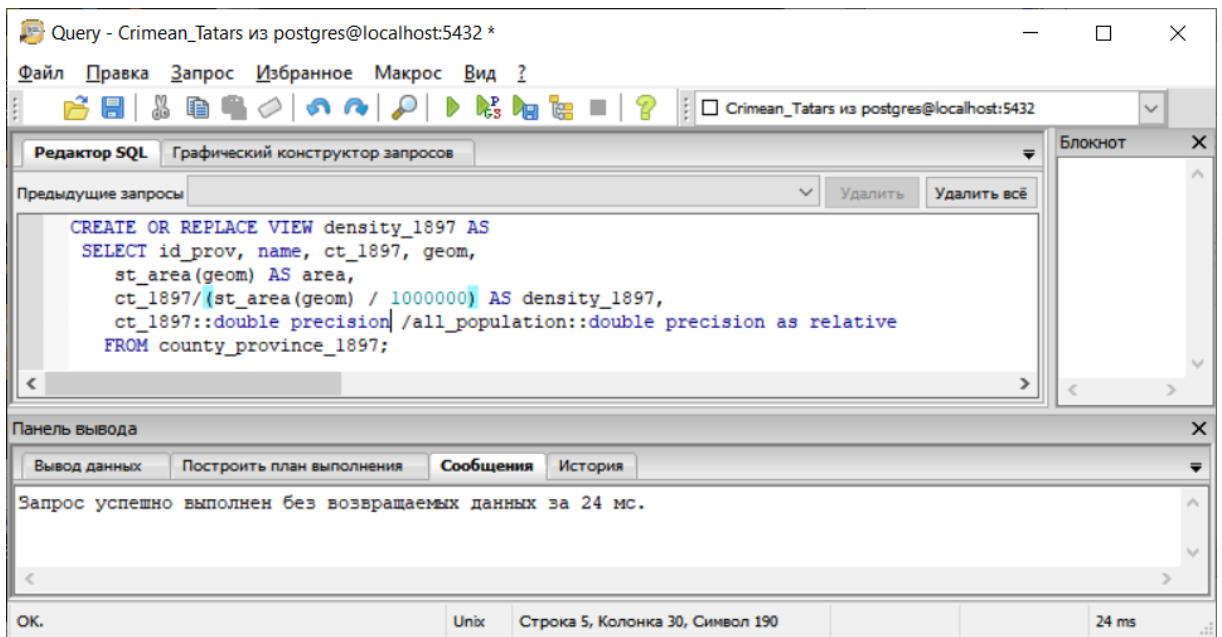 Query - Crimean_Tatars из postgres@localhost:5432 *
Файл Правка Запрос Избранное Макрос Вид ?
Crimean_Tatars из postgres@localhost:5432
Редактор SQL Графический конструктор запросов
Блокнот
Предыдущие запросы Удалить Удалить всё
CREATE OR REPLACE VIEW density_1897 AS
SELECT id_prov, name, ct_1897, geom,
st_area(geom) AS area,
ct_1897/(st_area(geom) / 1000000) AS density_1897,
ct_1897::double precision /all_population::double precision as relative
FROM county_province_1897;
Панель вывода
Вывод данных Построить план выполнения Сообщения История
Запрос успешно выполнен без возвращаемых данных за 24 мс.
OK. Unix Строка 5, Колонка 30, Символ 190 24 ms